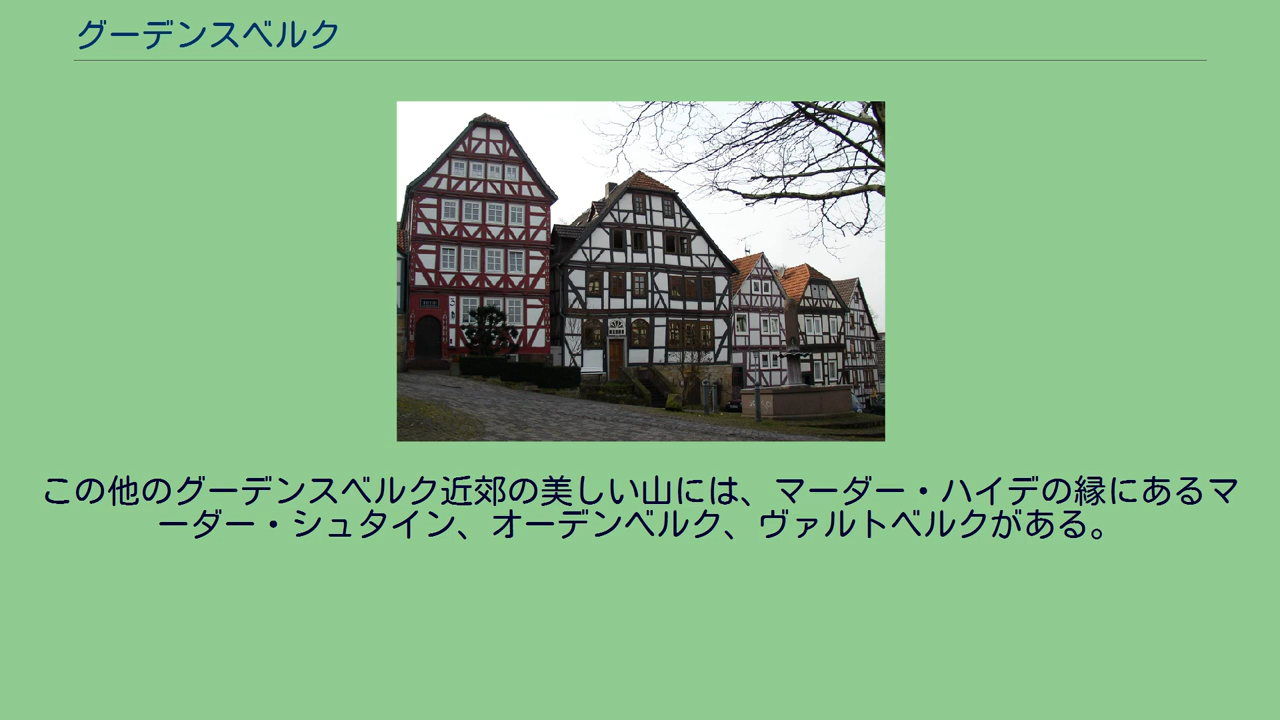 グーデンスベルク
この他のグーデンスベルク近郊の美しい山には、マーダー・ハイデの縁にあるマ
ーダー・シュタイン、オーデンベルク、ヴァルトベルクがある。